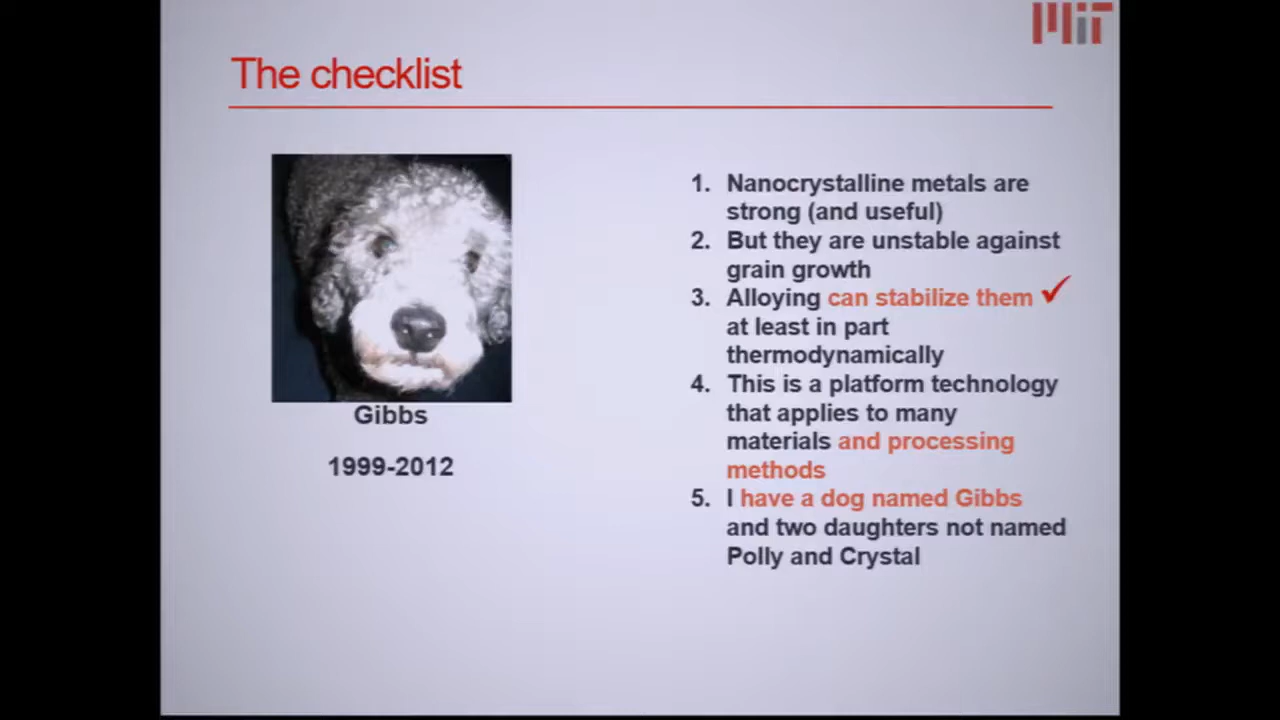 MIT
The checklist
Gibbs
1999-2012
1. Nanocrystalline metals are
strong (and useful)
2. But they are unstable against
grain growth
3. Alloying can stabilize them ✓
at least in part
thermodynamically
4. This is a platform technology
that applies to many
materials and processing
methods
5. I have a dog named Gibbs
and two daughters not named
Polly and Crystal